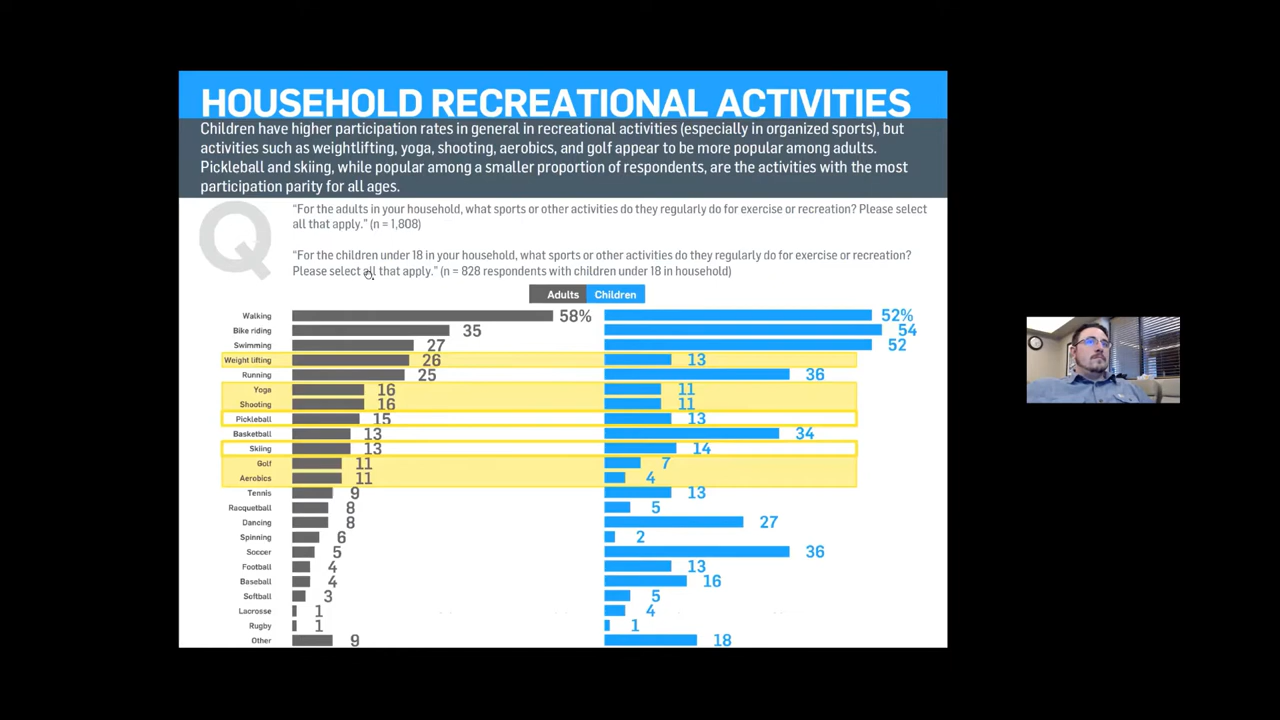 HOUSEHOLD RECREATIONAL ACTIVITIES
Children have higher participation rates in general in recreational activities (especially in organized sports), but
activities such as weightlifting, yoga, shooting, aerobics, and golf appear to be more popular among adults.
Pickleball and skiing, while popular among a smaller proportion of respondents, are the activities with the most
participation parity for all ages.
Q
“For the adults in your household, what sports or other activities do they regularly do for exercise or recreation? Please select
all that apply.” (n = 1,808)
“For the children under 18 in your household, what sports or other activities do they regularly do for exercise or recreation?
Please select all that apply.” (n = 828 respondents with children under 18 in household)
Adults Children
Walking 58% 52%
Bike riding 35 54
Swimming 27 52
Weight lifting 26 13
Running 25 36
Yoga 16 11
Shooting 16 11
Pickleball 15 13
Basketball 13 34
Skiing 13 14
Golf 11 7
Aerobics 11 4
Tennis 9 13
Racquetball 8 5
Dancing 8 27
Spinning 6 2
Soccer 5 36
Football 4 13
Baseball 4 16
Softball 3 5
Lacrosse 1 4
Rugby 1 1
Other 9 18